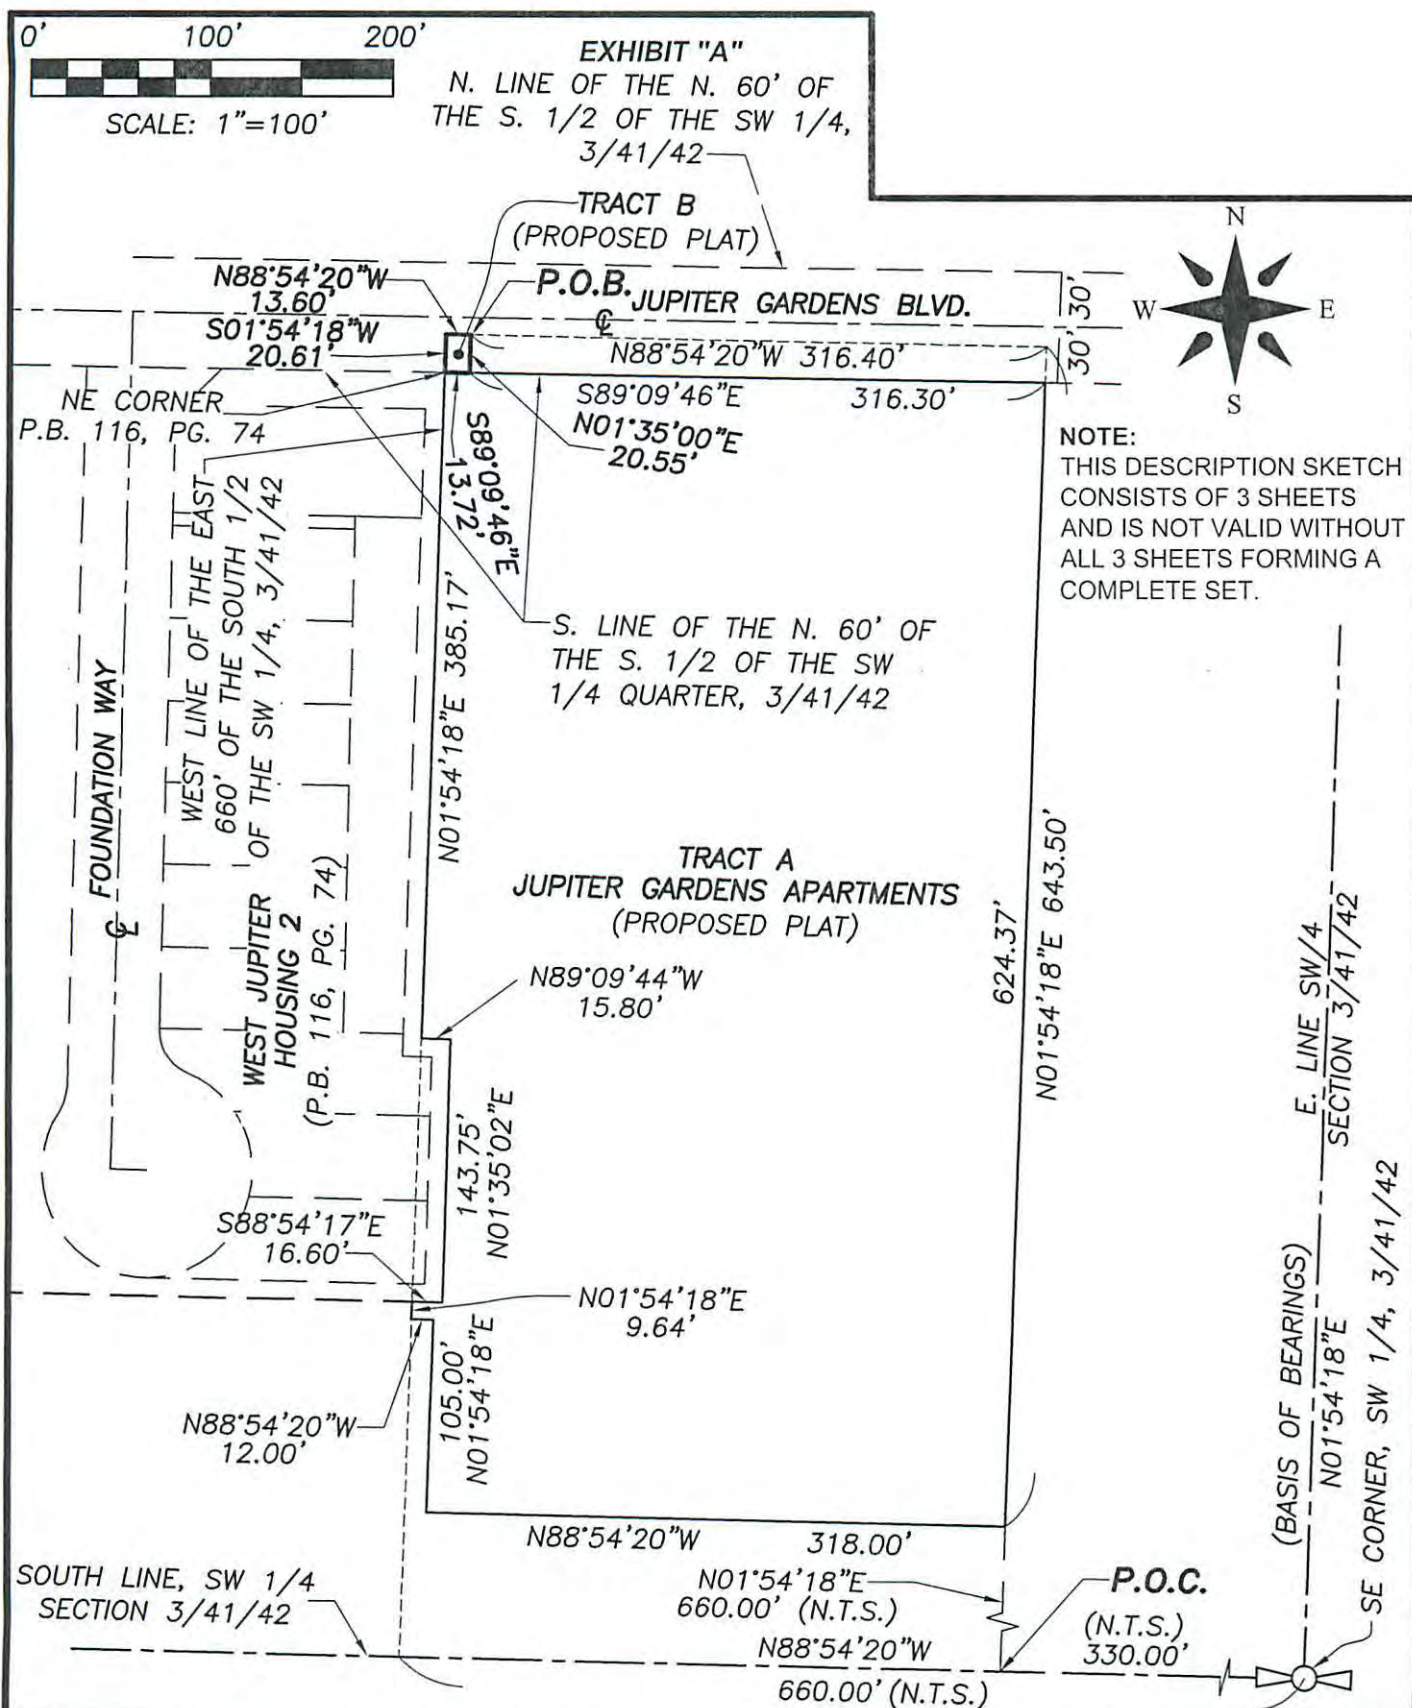 0' 100' 200'
SCALE: 1"=100'
EXHIBIT "A"
N. LINE OF THE N. 60' OF
THE S. 1/2 OF THE SW 1/4,
3/41/42
TRACT B
(PROPOSED PLAT)
N88°54'20"W
13.60'
S01°54'18"W
20.61'
P.O.B.
JUPITER GARDENS BLVD.
℄
30'
30'
N88°54'20"W 316.40'
S89°09'46"E 316.30'
N01°35'00"E
20.55'
S89°09'46"E
13.72'
NE CORNER
P.B. 116, PG. 74
N
W E
S
NOTE:
THIS DESCRIPTION SKETCH
CONSISTS OF 3 SHEETS
AND IS NOT VALID WITHOUT
ALL 3 SHEETS FORMING A
COMPLETE SET.
WEST LINE OF THE EAST
660' OF THE SOUTH 1/2
OF THE SW 1/4, 3/41/42
FOUNDATION WAY
℄
N01°54'18"E 385.17'
S. LINE OF THE N. 60' OF
THE S. 1/2 OF THE SW
1/4 QUARTER, 3/41/42
TRACT A
JUPITER GARDENS APARTMENTS
(PROPOSED PLAT)
WEST JUPITER
HOUSING 2
(P.B. 116, PG. 74)
624.37'
N01°54'18"E 643.50'
N89°09'44"W
15.80'
143.75'
N01°35'02"E
S88°54'17"E
16.60'
N01°54'18"E
9.64'
105.00'
N01°54'18"E
N88°54'20"W
12.00'
E. LINE SW/4
SECTION 3/41/42
(BASIS OF BEARINGS)
N01°54'18"E
SE CORNER, SW 1/4, 3/41/42
N88°54'20"W 318.00'
SOUTH LINE, SW 1/4
SECTION 3/41/42
N01°54'18"E
660.00' (N.T.S.)
P.O.C.
(N.T.S.)
330.00'
N88°54'20"W
660.00' (N.T.S.)